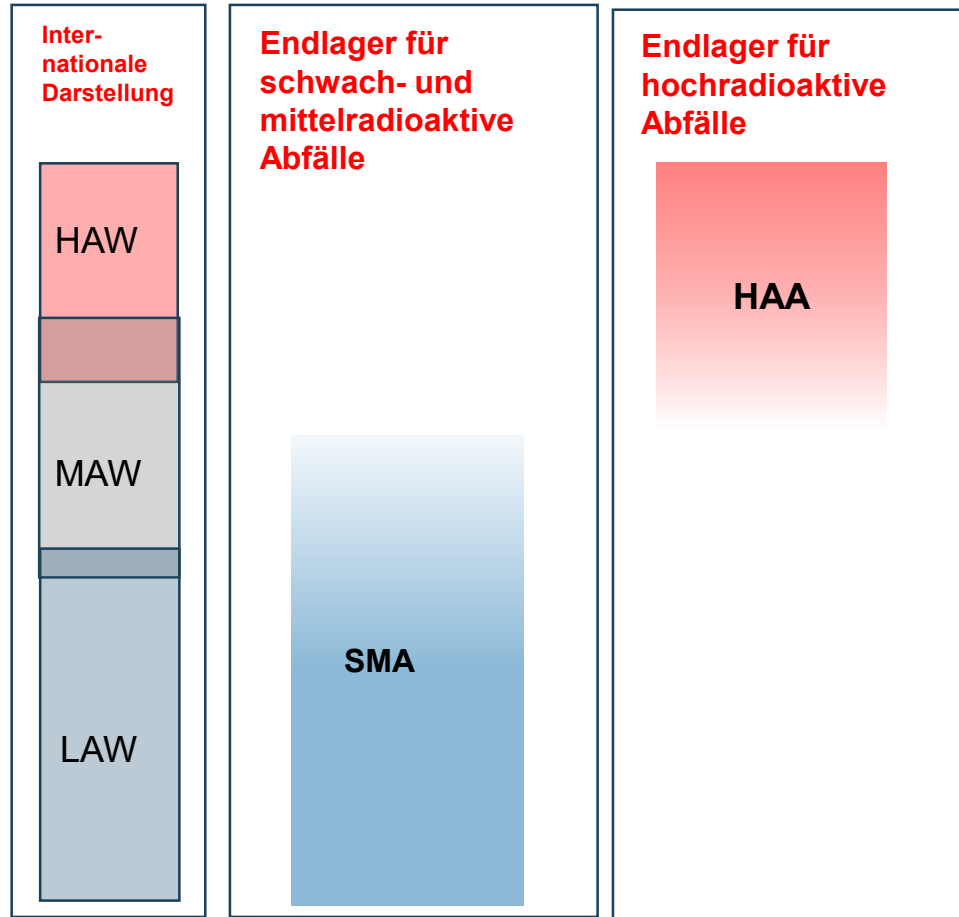 Inter-
nationale
Darstellung
HAW
MAW
LAW
Endlager für
schwach- und
mittelradioaktive
Abfälle
SMA
Endlager für
hochradioaktive
Abfälle
HAA